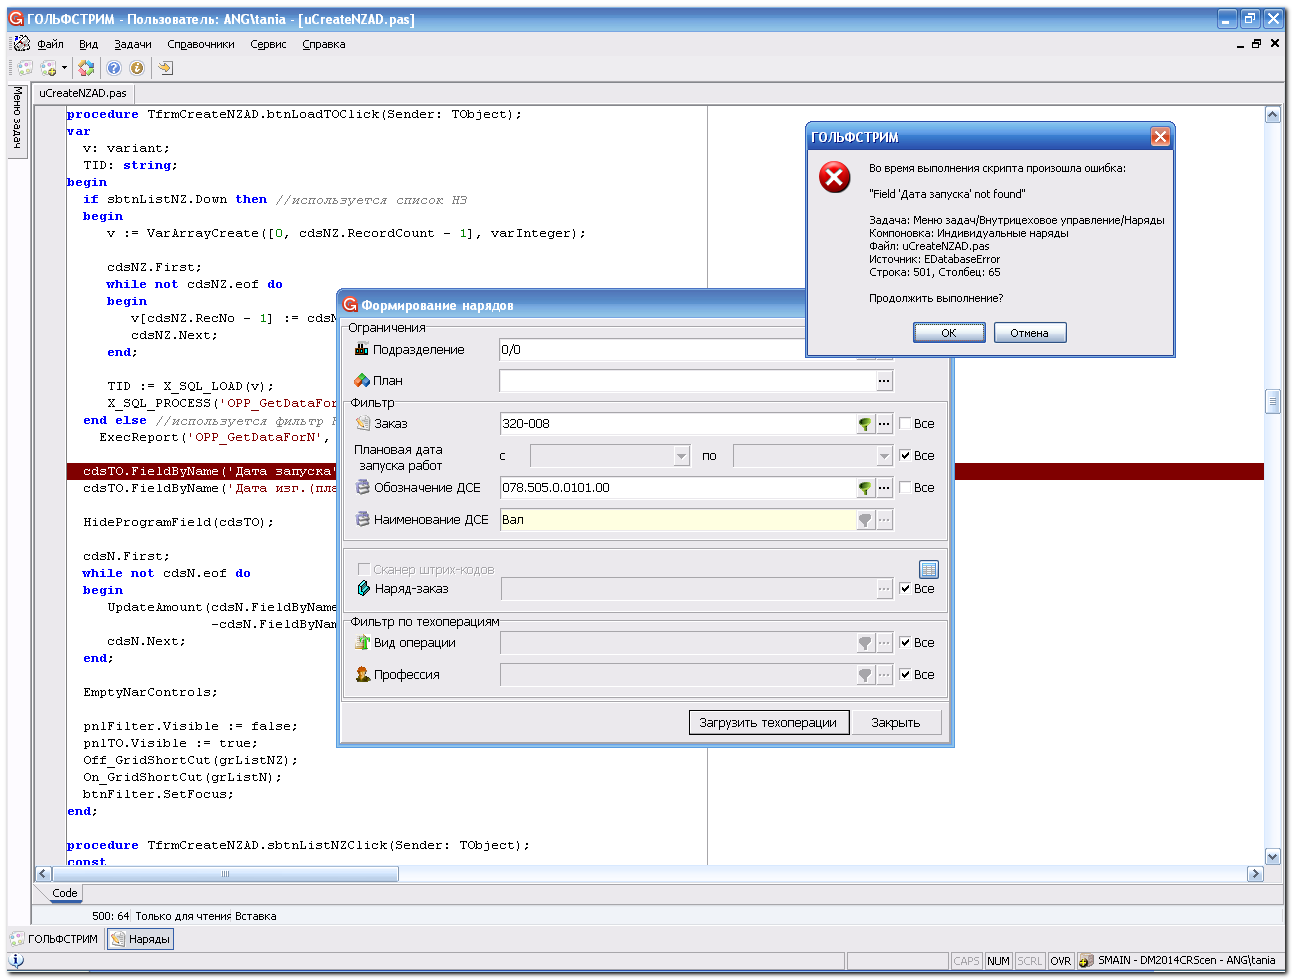 ГОЛЬФСТРИМ - Пользователь: ANG\tania - [uCreateNZAD.pas]
Файл Вид Задачи Справочники Сервис Справка
Меню задач
uCreateNZAD.pas
procedure TfrmCreateNZAD.btnLoadTOClick(Sender: TObject);
var
v: variant;
TID: string;
begin
if sbtnListNZ.Down then //используется список НЗ
begin
v := VarArrayCreate([0, cdsNZ.RecordCount - 1], varInteger);
cdsNZ.First;
while not cdsNZ.eof do
begin
v[cdsNZ.RecNo - 1] := cdsN
cdsNZ.Next;
end;
TID := X_SQL_LOAD(v);
X_SQL_PROCESS('OPP_GetDataFor
end else //используется фильтр
ExecReport('OPP_GetDataForN',
cdsTO.FieldByName('Дата запуска'
cdsTO.FieldByName('Дата изг.(пла
HideProgramField(cdsTO);
cdsN.First;
while not cdsN.eof do
begin
UpdateAmount(cdsN.FieldByName
-cdsN.FieldByNam
cdsN.Next;
end;
EmptyNarControls;
pnlFilter.Visible := false;
pnlTO.Visible := true;
Off_GridShortCut(grListNZ);
On_GridShortCut(grListN);
btnFilter.SetFocus;
end;
procedure TfrmCreateNZAD.sbtnListNZClick(Sender: TObject);
const
Code
500: 64 Только для чтения Вставка
ГОЛЬФСТРИМ Наряды
CAPS NUM SCRL OVR SMAIN - DM2014CRScen - ANG\tania
Формирование нарядов
Ограничения
Подразделение 0/0
План ...
Фильтр
Заказ 320-008 ... Все
Плановая дата
запуска работ с по Все
Обозначение ДСЕ 078.505.0.0101.00 ... Все
Наименование ДСЕ Вал ...
Сканер штрих-кодов
Наряд-заказ ... Все
Фильтр по техоперациям
Вид операции ... Все
Профессия ... Все
Загрузить техоперации Закрыть
ГОЛЬФСТРИМ
Во время выполнения скрипта произошла ошибка:
"Field 'Дата запуска' not found"
Задача: Меню задач/Внутрицеховое управление/Наряды
Компоновка: Индивидуальные наряды
Файл: uCreateNZAD.pas
Источник: EDatabaseError
Строка: 501, Столбец: 65
Продолжить выполнение?
ОК Отмена